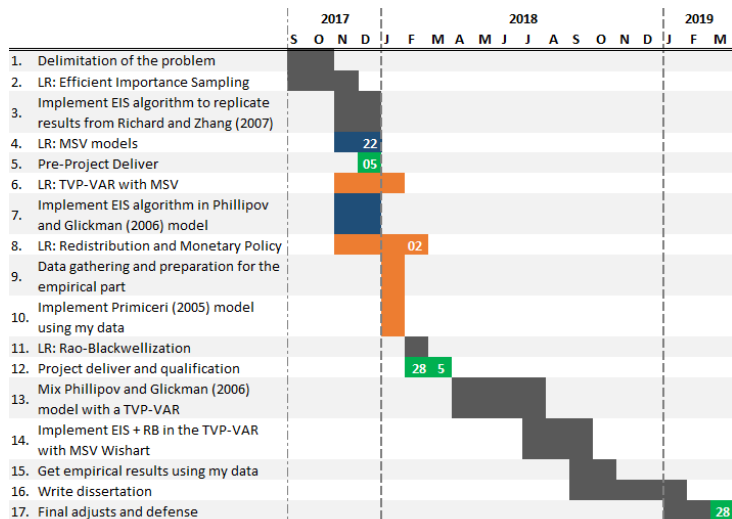 2017 2018 2019
S O N D J F M A M J J A S O N D J F M
1. Delimitation of the problem
2. LR: Efficient Importance Sampling
3. Implement EIS algorithm to replicate
results from Richard and Zhang (2007)
4. LR: MSV models 22
5. Pre-Project Deliver 05
6. LR: TVP-VAR with MSV
7. Implement EIS algorithm in Phillipov
and Glickman (2006) model
8. LR: Redistribution and Monetary Policy 02
9. Data gathering and preparation for the
empirical part
10. Implement Primiceri (2005) model
using my data
11. LR: Rao-Blackwellization
12. Project deliver and qualification 28 5
13. Mix Phillipov and Glickman (2006)
model with a TVP-VAR
14. Implement EIS + RB in the TVP-VAR
with MSV Wishart
15. Get empirical results using my data
16. Write dissertation
17. Final adjusts and defense 28